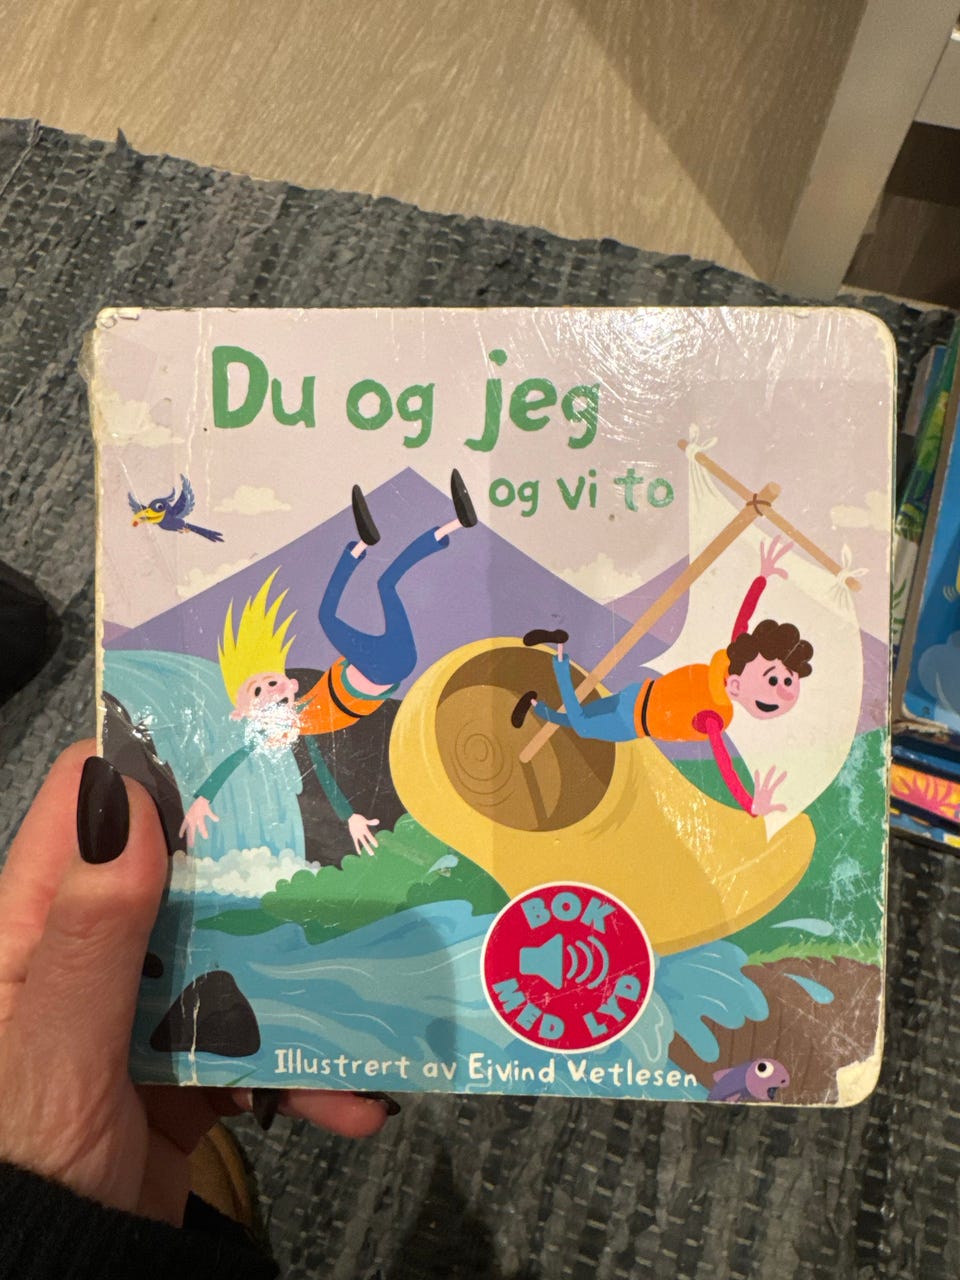 Du og jeg
og vi to
BOK
MED LYD
Illustrert av Eivind Vetlesen